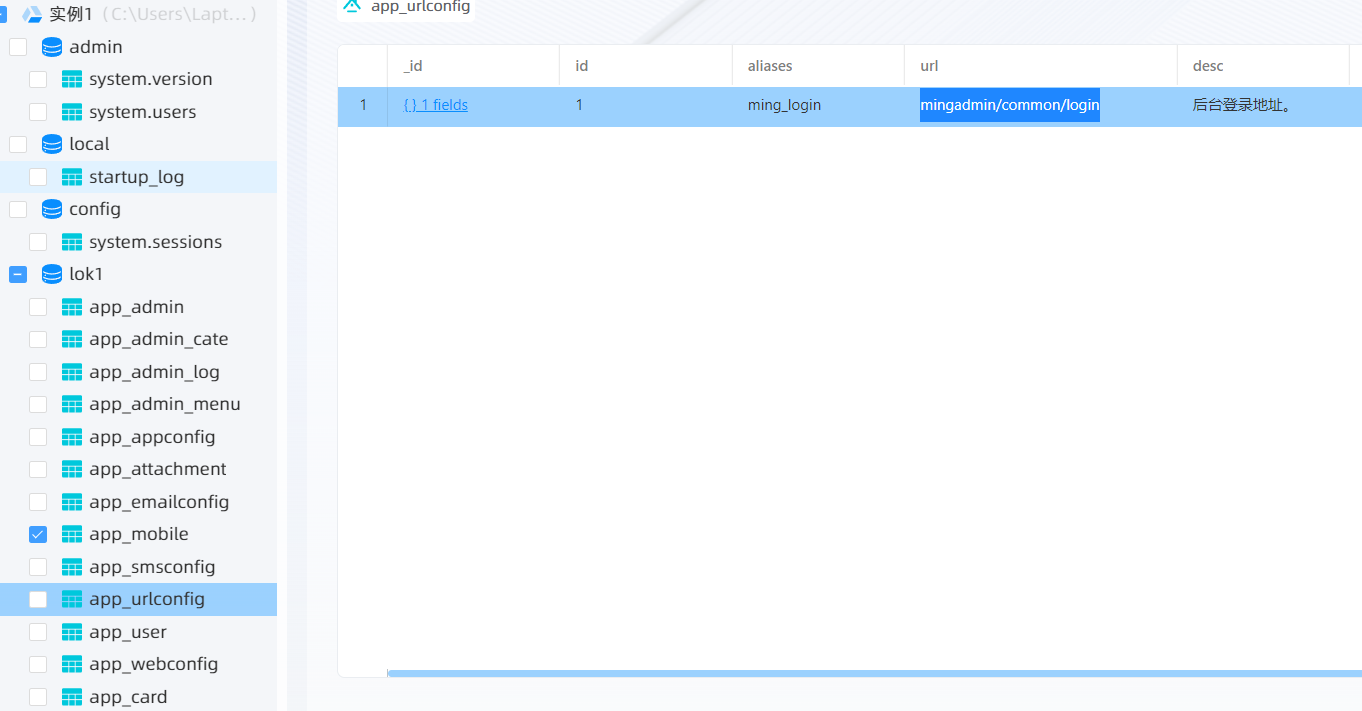 实例1（C:\Users\Lapt...）
admin
system.version
system.users
local
startup_log
config
system.sessions
lok1
app_admin
app_admin_cate
app_admin_log
app_admin_menu
app_appconfig
app_attachment
app_emailconfig
app_mobile
app_smsconfig
app_urlconfig
app_user
app_webconfig
app_card
app_urlconfig
_id id aliases url desc
1 { } 1 fields 1 ming_login mingadmin/common/login 后台登录地址。